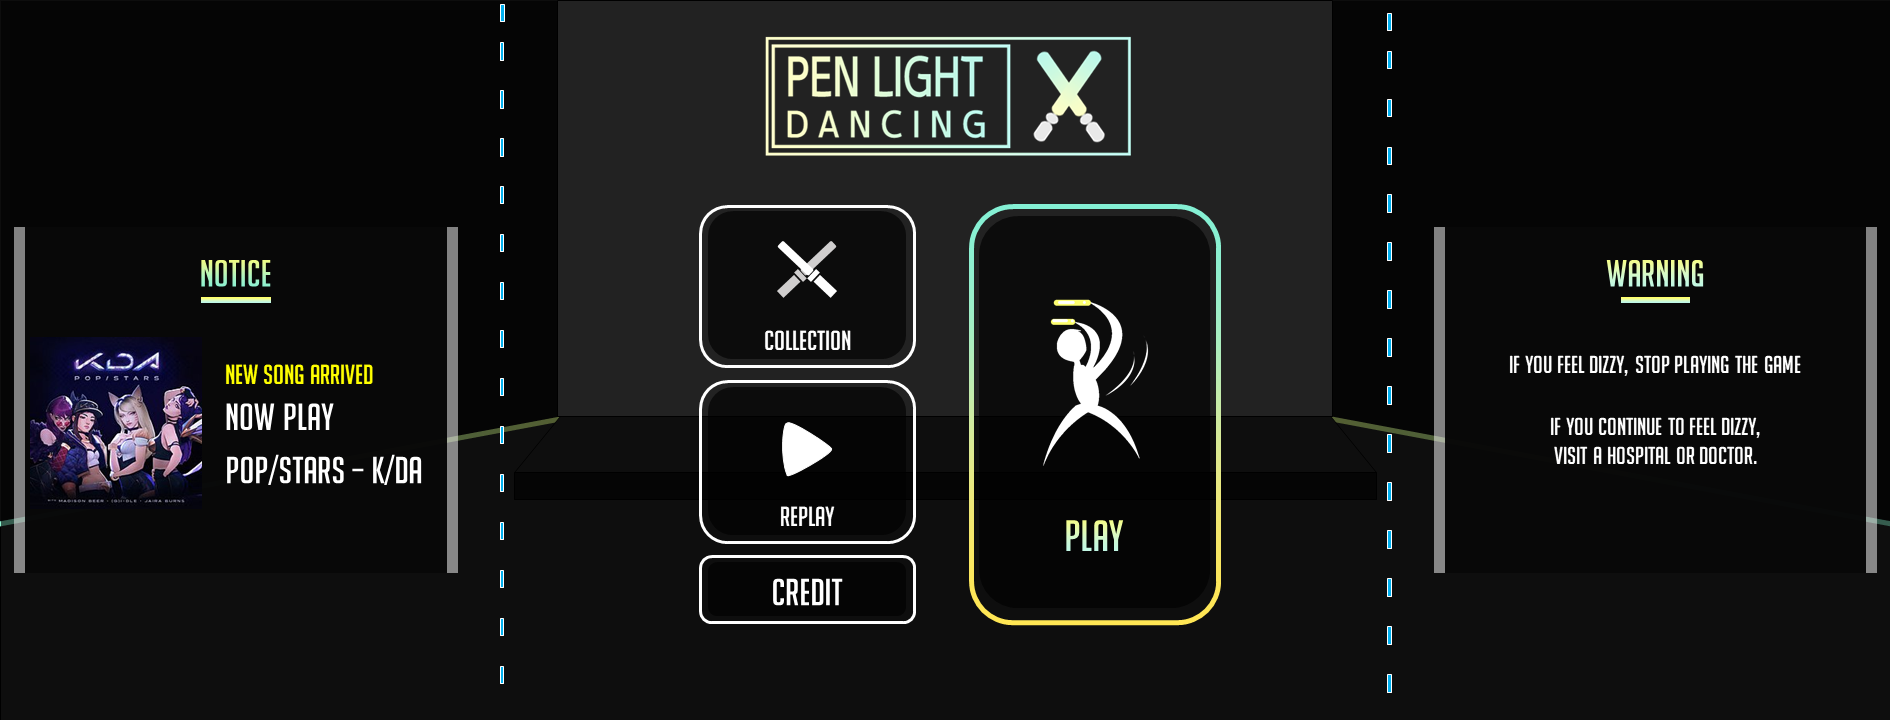 PEN LIGHT
DANCING
NOTICE
KDA
POP/STARS
NEW SONG ARRIVED
NOW PLAY
POP/STARS - K/DA
COLLECTION
REPLAY
CREDIT
PLAY
WARNING
IF YOU FEEL DIZZY, STOP PLAYING THE GAME
IF YOU CONTINUE TO FEEL DIZZY,
VISIT A HOSPITAL OR DOCTOR.